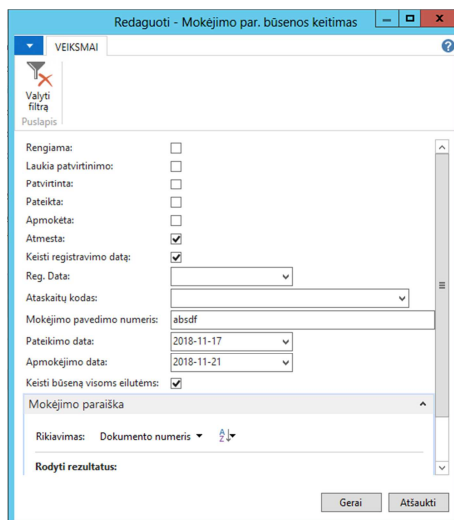 Redaguoti - Mokėjimo par. būsenos keitimas
VEIKSMAI
Valyti
filtrą
Puslapis
Rengiama:
Laukia patvirtinimo:
Patvirtinta:
Pateikta:
Apmokėta:
Atmesta:
Keisti registravimo datą:
Reg. Data:
Ataskaitų kodas:
Mokėjimo pavedimo numeris: absdf
Pateikimo data: 2018-11-17
Apmokėjimo data: 2018-11-21
Keisti būseną visoms eilutėms:
Mokėjimo paraiška
Rikiavimas: Dokumento numeris
Rodyti rezultatus:
Gerai Atšaukti